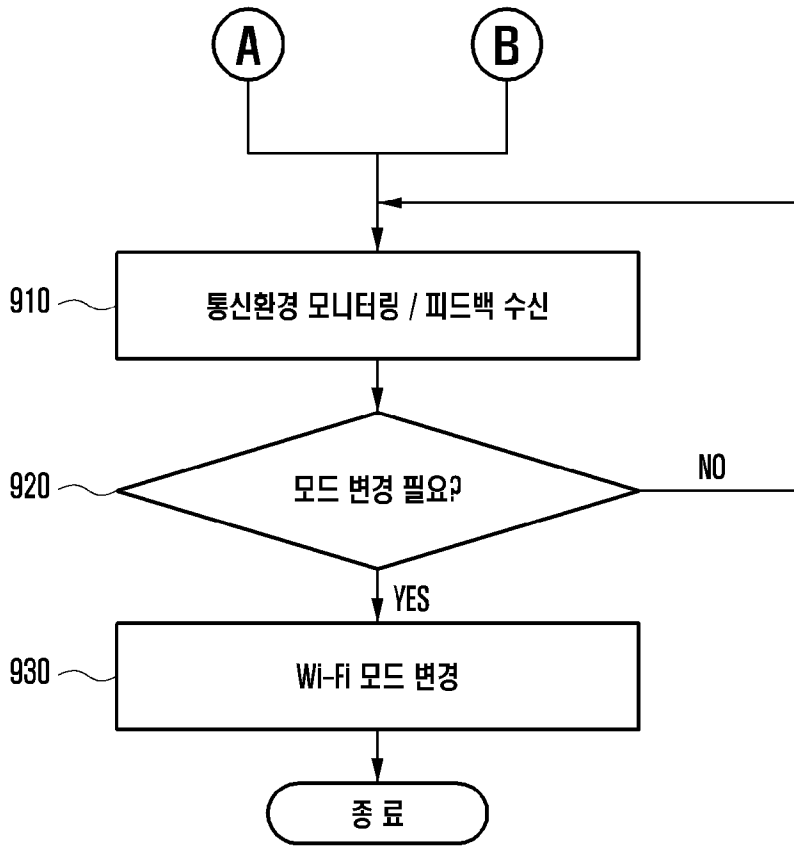 A
B
910
통신환경 모니터링 / 피드백 수신
920
모드 변경 필요?
NO
YES
930
Wi-Fi 모드 변경
종 료